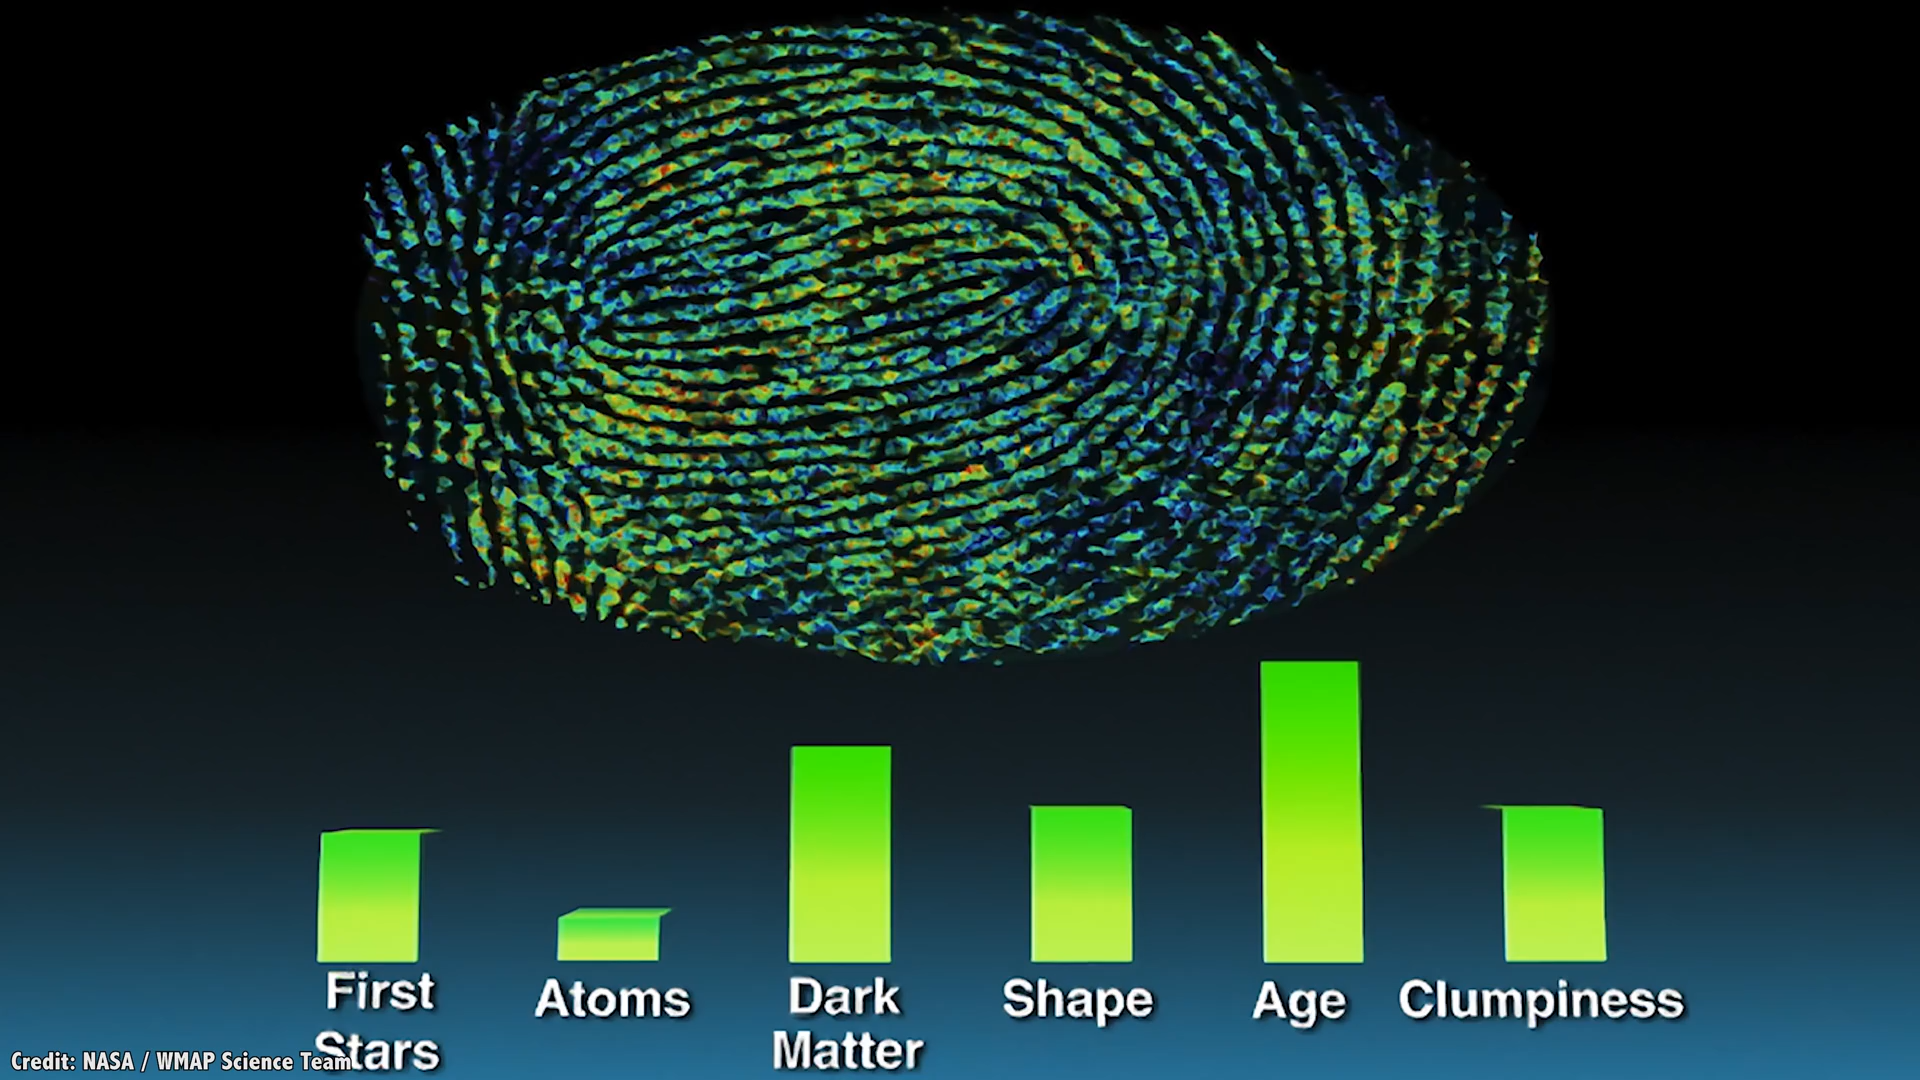 First
Stars
Atoms
Dark
Matter
Shape
Age
Clumpiness
Credit: NASA / WMAP Science Team